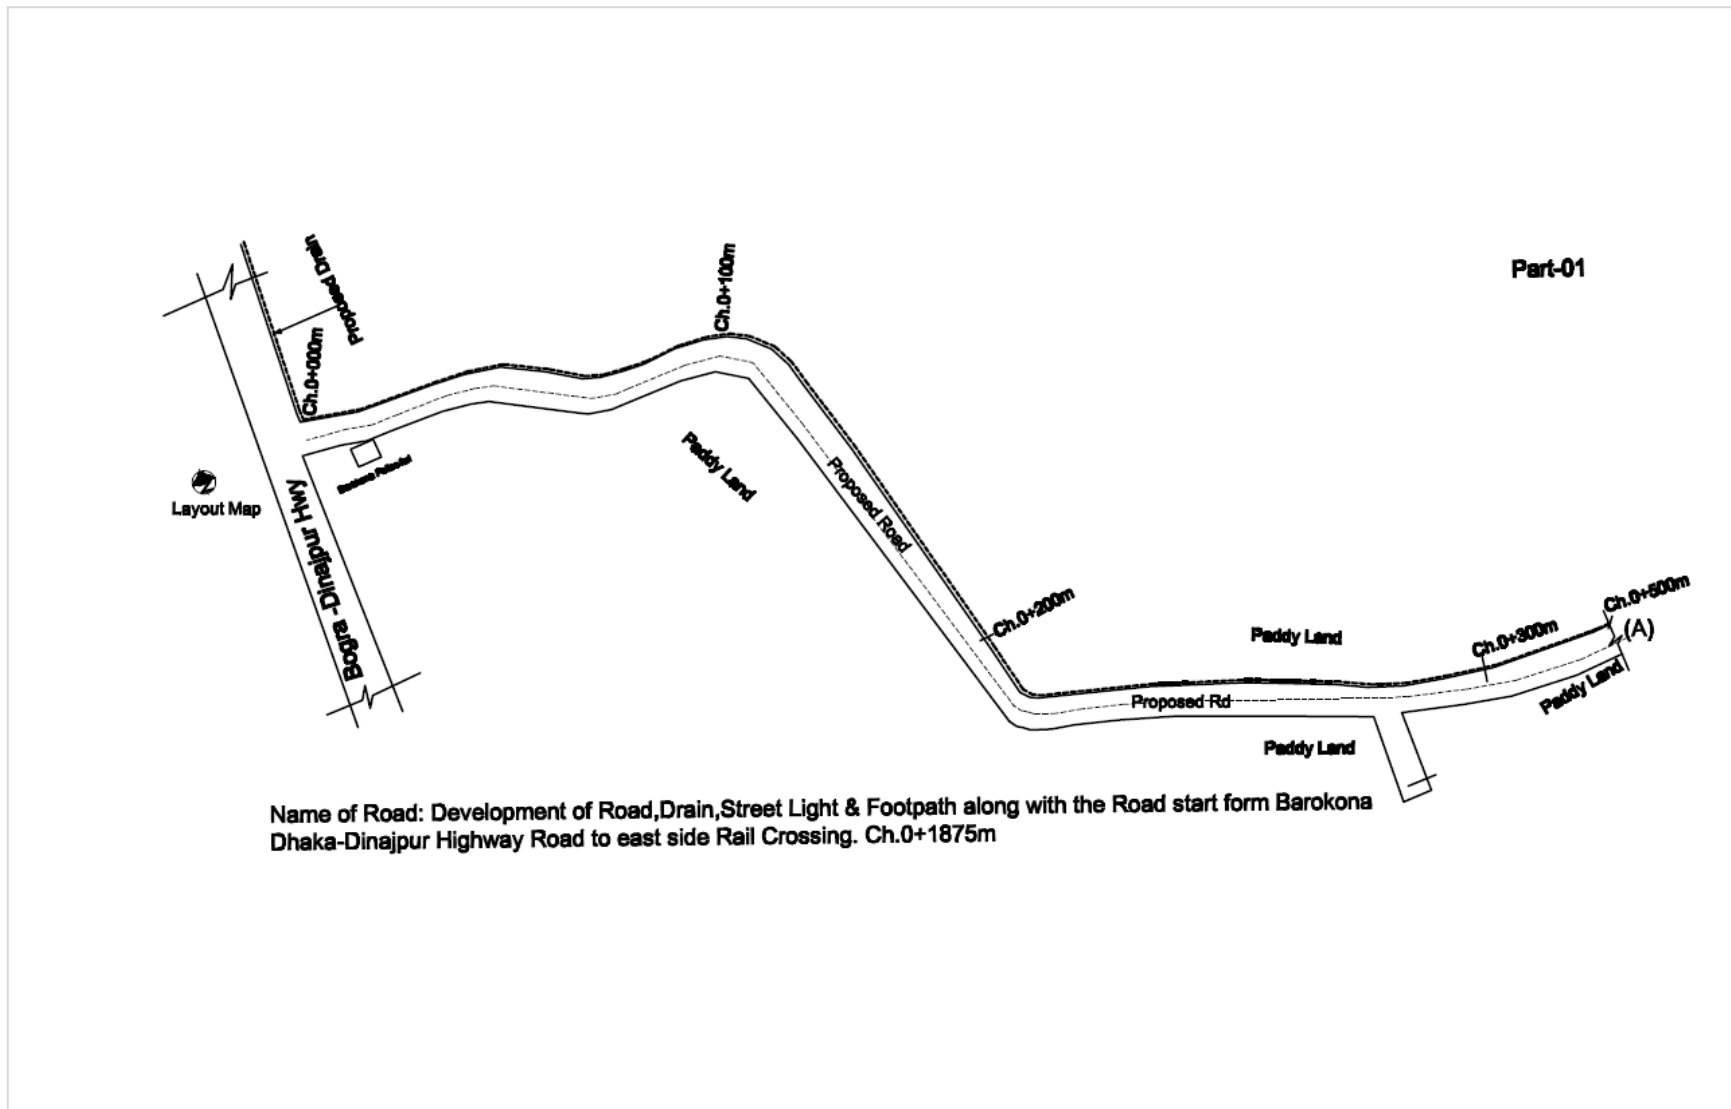 Part-01
Proposed Drain
Ch.0+000m
Ch.0+100m
Layout Map
Bogra -Dinajpur Hwy
Paddy Land
Proposed Road
Ch.0+200m
Paddy Land
Ch.0+300m
Ch.0+500m
(A)
Proposed Rd
Paddy Land
Paddy Land
Name of Road: Development of Road,Drain,Street Light & Footpath along with the Road start form Barokona
Dhaka-Dinajpur Highway Road to east side Rail Crossing. Ch.0+1875m